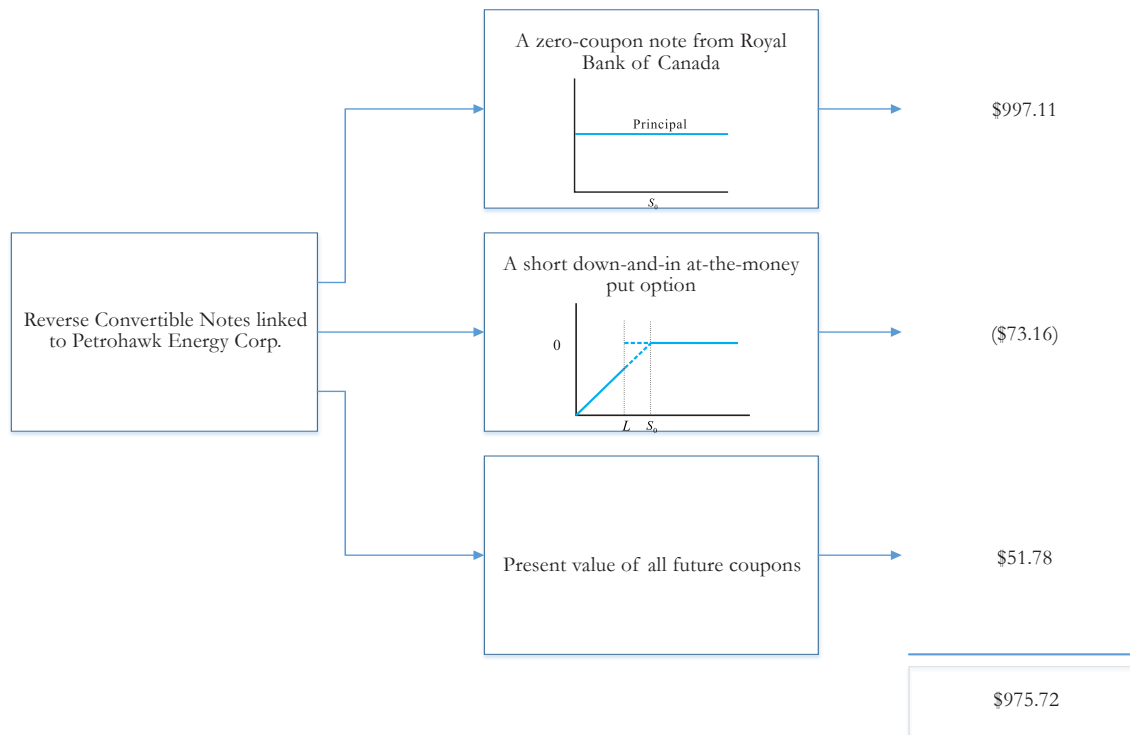 A zero-coupon note from Royal
Bank of Canada
Principal
S₀
$997.11
Reverse Convertible Notes linked
to Petrohawk Energy Corp.
A short down-and-in at-the-money
put option
0
L S₀
($73.16)
Present value of all future coupons
$51.78
$975.72